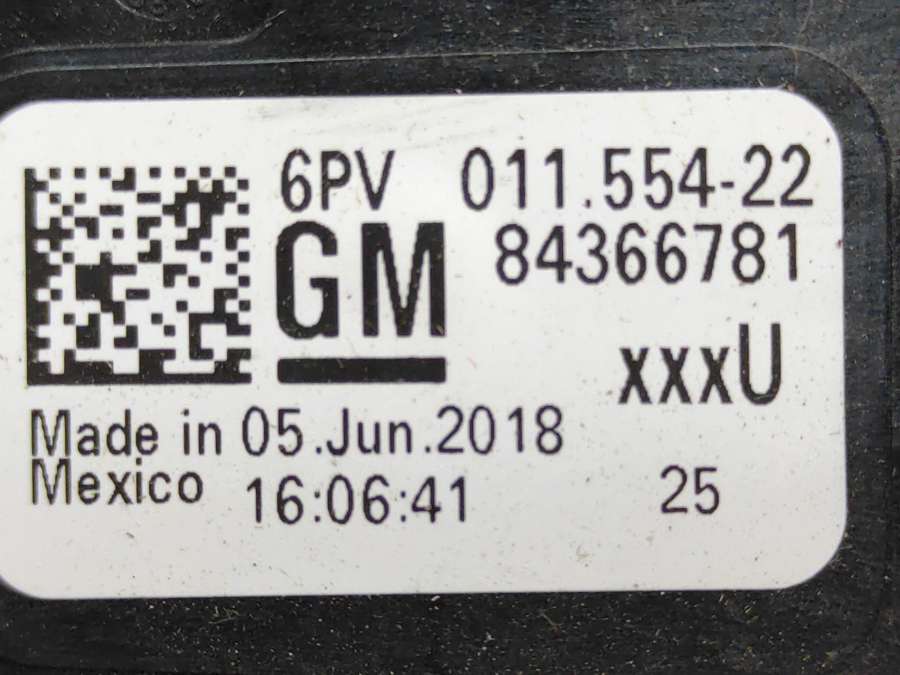 6PV 011.554-22
GM 84366781
xxxU
Made in 05.Jun.2018
Mexico 16:06:41 25